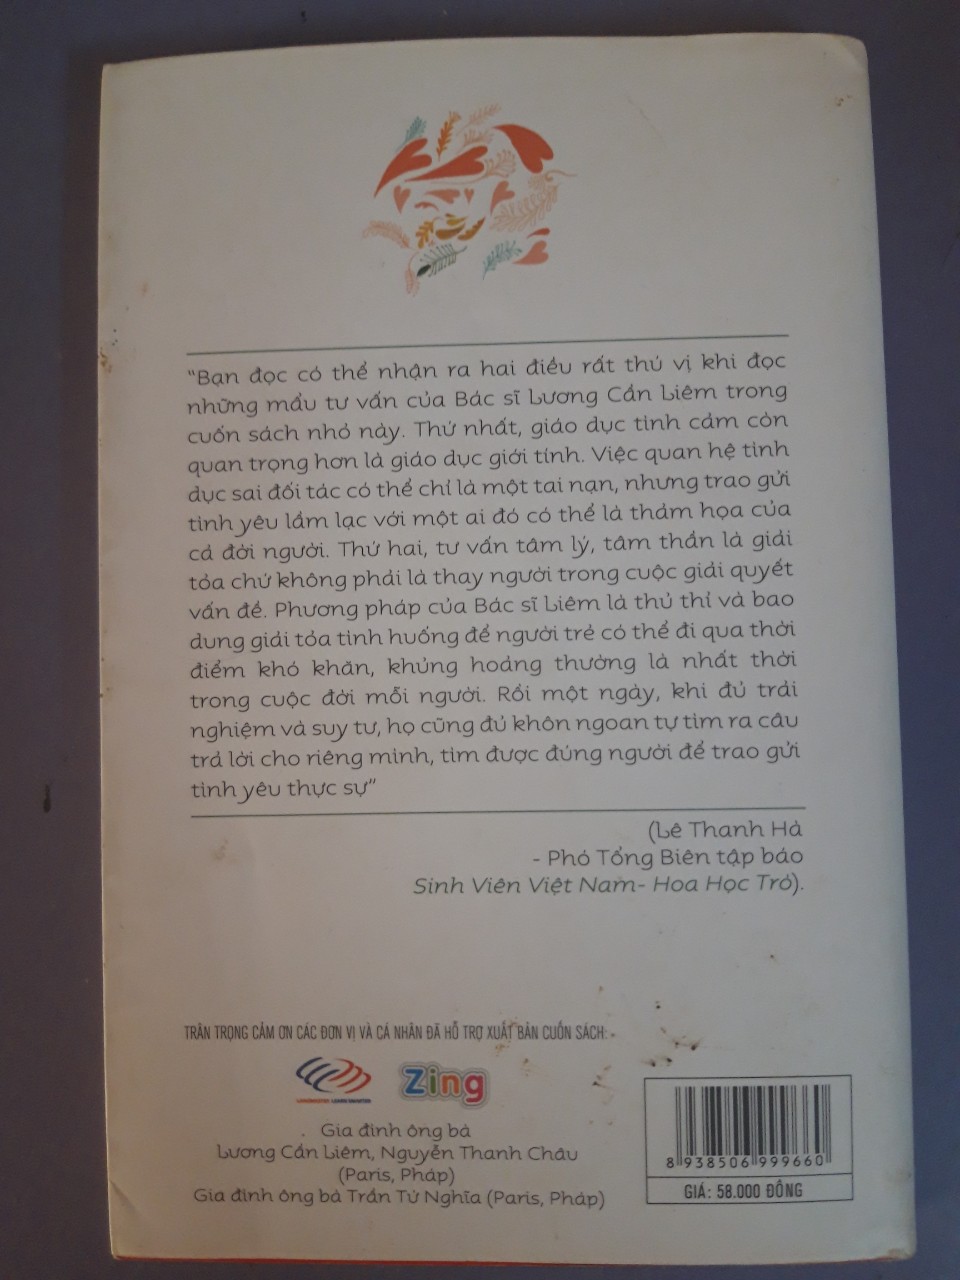 "Bạn đọc có thể nhận ra hai điều rất thú vị khi đọc
những mẩu tư vấn của Bác sĩ Lương Cần Liêm trong
cuốn sách nhỏ này. Thứ nhất, giáo dục tình cảm còn
quan trọng hơn là giáo dục giới tính. Việc quan hệ tình
dục sai đối tác có thể chỉ là một tai nạn, nhưng trao gửi
tình yêu lầm lạc với một ai đó có thể là thảm họa của
cả đời người. Thứ hai, tư vấn tâm lý, tâm thần là giải
tỏa chứ không phải là thay người trong cuộc giải quyết
vấn đề. Phương pháp của Bác sĩ Liêm là thủ thỉ và bao
dung giải tỏa tình huống để người trẻ có thể đi qua thời
điểm khó khăn, khủng hoảng thường là nhất thời
trong cuộc đời mỗi người. Rồi một ngày, khi đủ trải
nghiệm và suy tư, họ cũng đủ khôn ngoan tự tìm ra câu
trả lời cho riêng mình, tìm được đúng người để trao gửi
tình yêu thực sự"
(Lê Thanh Hà
- Phó Tổng Biên tập báo
Sinh Viên Việt Nam- Hoa Học Trò).
TRÂN TRỌNG CẢM ƠN CÁC ĐƠN VỊ VÀ CÁ NHÂN ĐÃ HỖ TRỢ XUẤT BẢN CUỐN SÁCH:
Zing
Gia đình ông bà
Lương Cần Liêm, Nguyễn Thanh Châu
(Paris, Pháp)
Gia đình ông bà Trần Tứ Nghĩa (Paris, Pháp)
8 938506 999660
GIÁ: 58.000 ĐỒNG